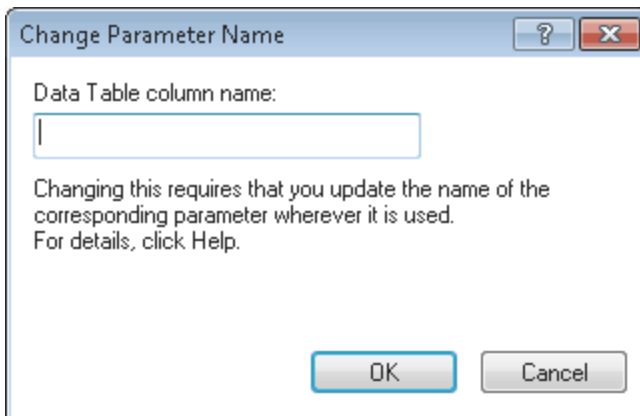 Change Parameter Name
?
Data Table column name:
Changing this requires that you update the name of the
corresponding parameter wherever it is used.
For details, click Help.
OK Cancel